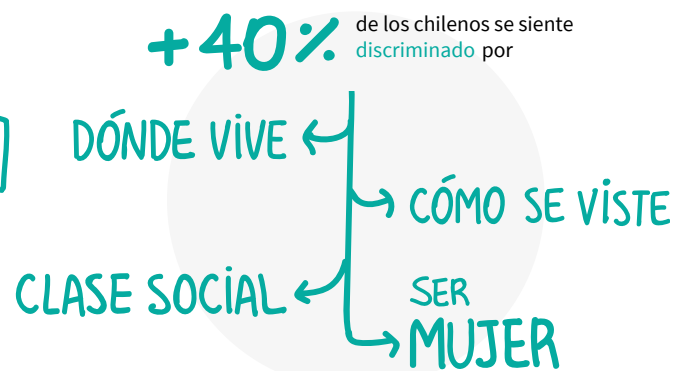 +40% de los chilenos se siente
discriminado por
DÓNDE VIVE
CÓMO SE VISTE
CLASE SOCIAL
SER
MUJER